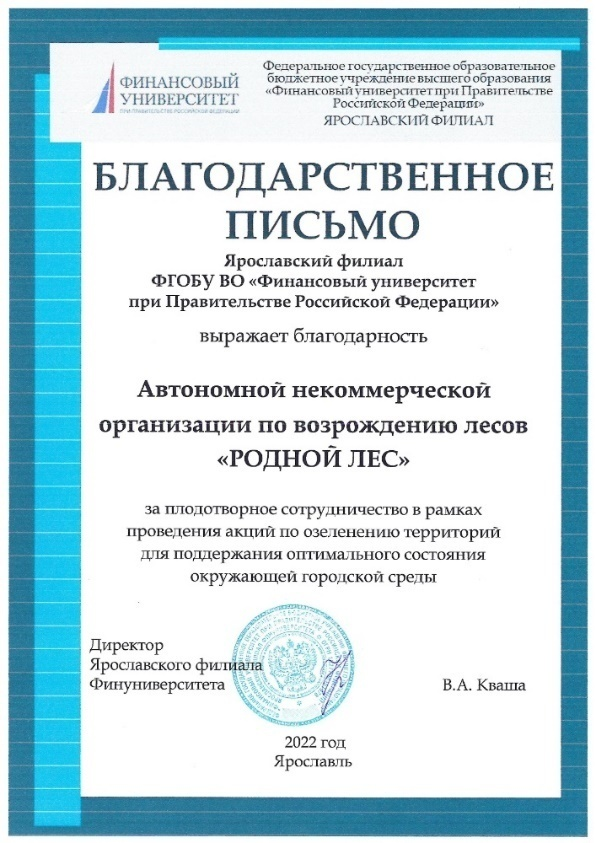 ФИНАНСОВЫЙ
УНИВЕРСИТЕТ
ПРИ ПРАВИТЕЛЬСТВЕ РОССИЙСКОЙ ФЕДЕРАЦИИ
Федеральное государственное образовательное
бюджетное учреждение высшего образования
«Финансовый университет при Правительстве
Российской Федерации»
ЯРОСЛАВСКИЙ ФИЛИАЛ
БЛАГОДАРСТВЕННОЕ
ПИСЬМО
Ярославский филиал
ФГОБУ ВО «Финансовый университет
при Правительстве Российской Федерации»
выражает благодарность
Автономной некоммерческой
организации по возрождению лесов
«РОДНОЙ ЛЕС»
за плодотворное сотрудничество в рамках
проведения акций по озеленению территорий
для поддержания оптимального состояния
окружающей городской среды
Директор
Ярославского филиала
Финуниверситета
В.А. Кваша
2022 год
Ярославль